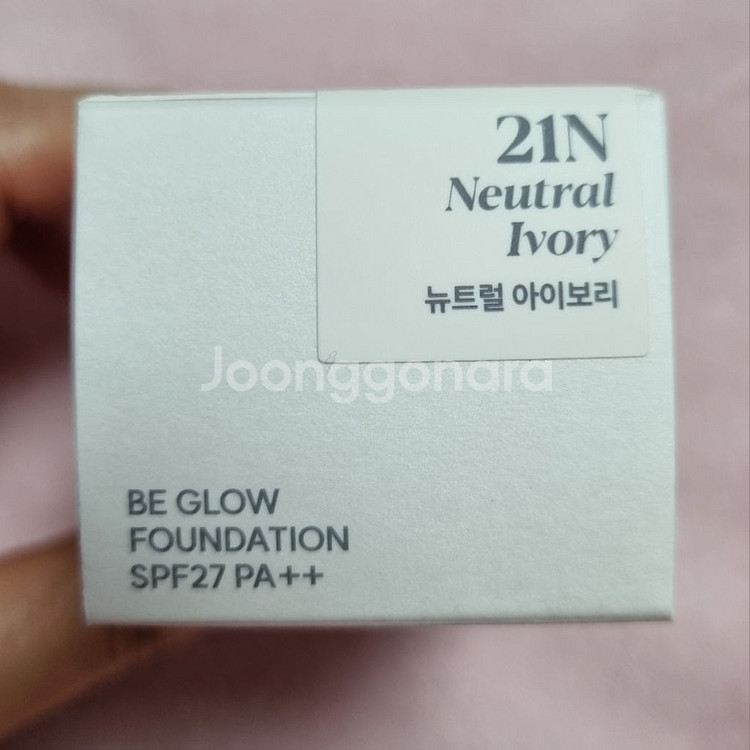 21N
Neutral
Ivory
뉴트럴 아이보리
Joonggonara
BE GLOW
FOUNDATION
SPF27 PA++